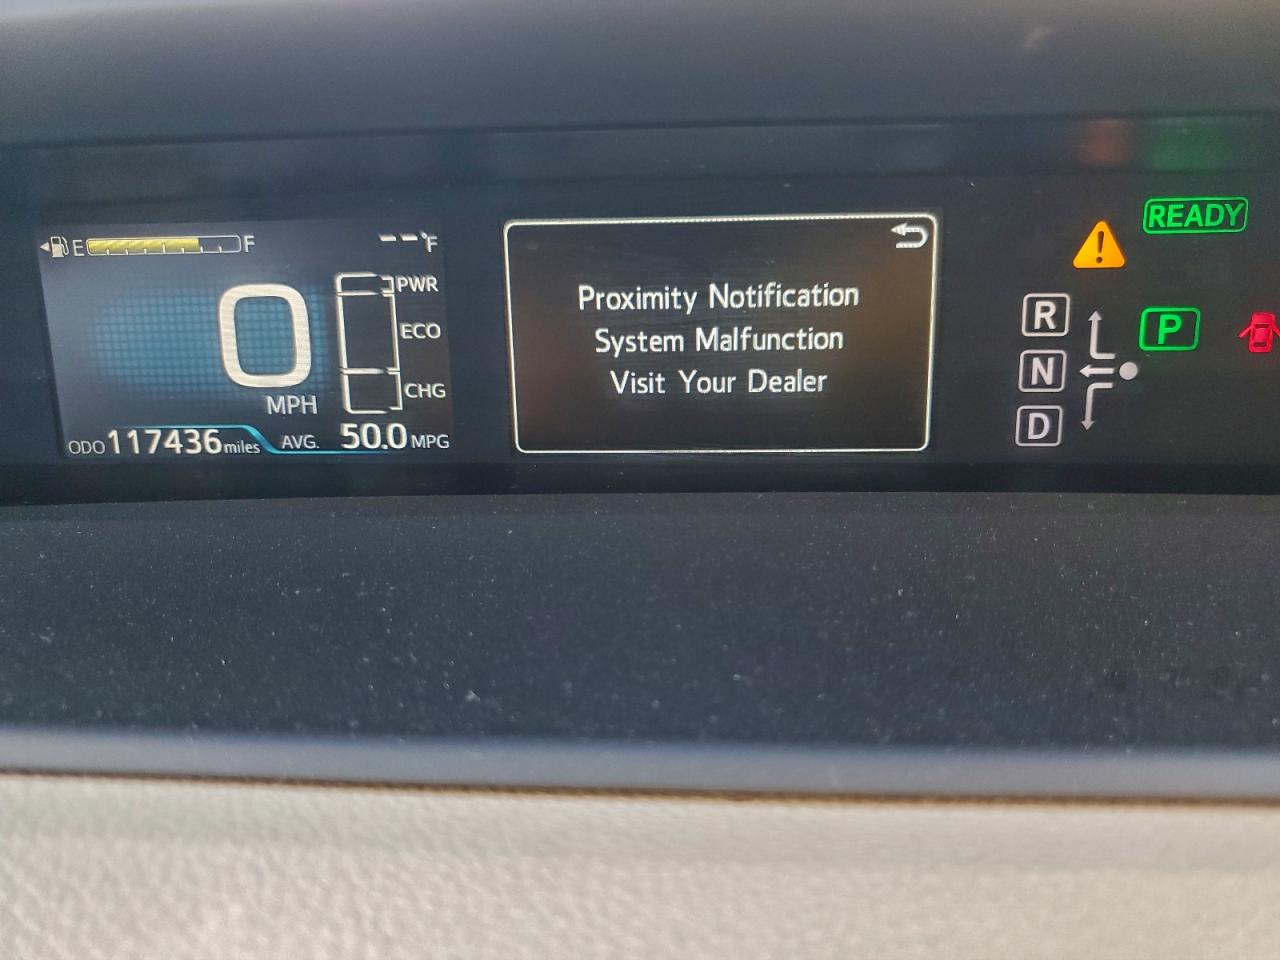 E F
--°F
0
MPH
PWR
ECO
CHG
ODO 117436 miles
AVG. 50.0 MPG
Proximity Notification
System Malfunction
Visit Your Dealer
!
READY
R
N
D
P